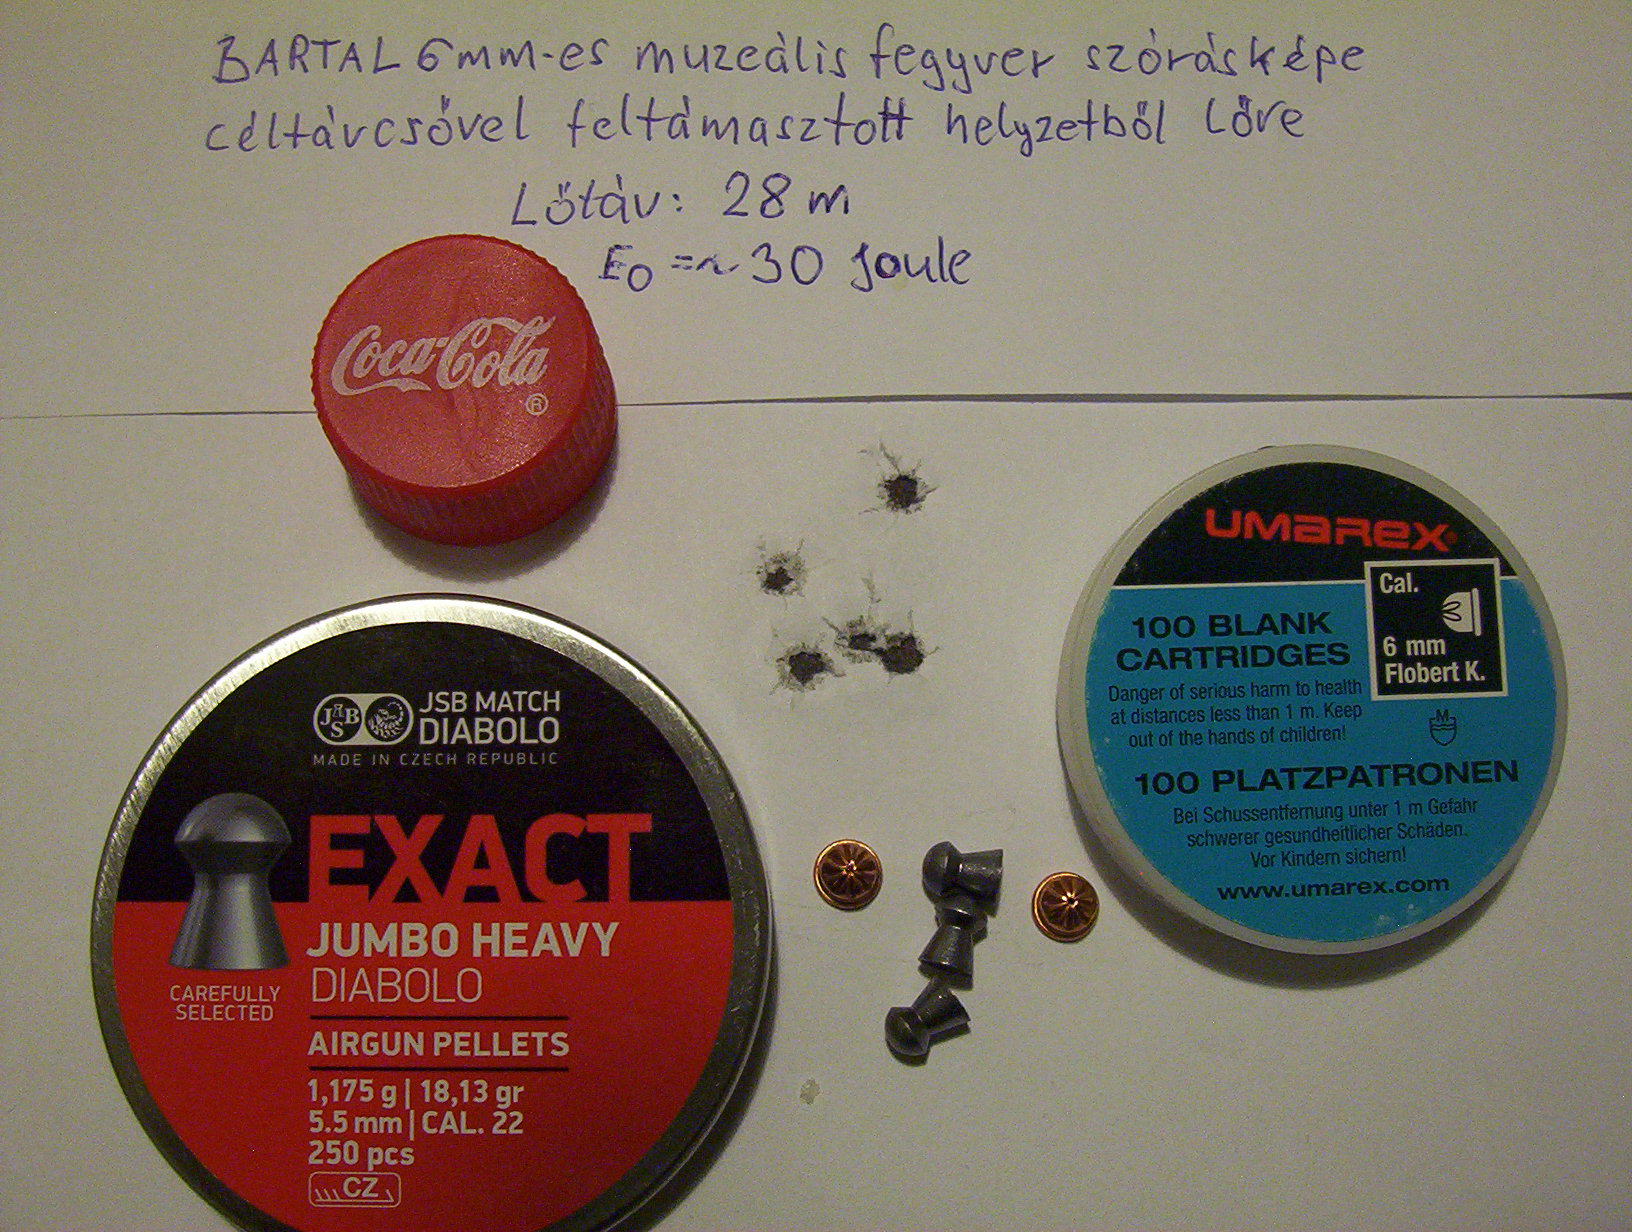 BARTAL 6mm-es muzeális fegyver szórásképe
céltávcsővel feltámasztott helyzetből lőve
Lőtáv: 28 m
E0 =~ 30 Joule
Coca-Cola
®
JSB
JSB MATCH
DIABOLO
MADE IN CZECH REPUBLIC
EXACT
JUMBO HEAVY
DIABOLO
CAREFULLY
SELECTED
AIRGUN PELLETS
1,175 g | 18,13 gr
5.5 mm | CAL. 22
250 pcs
CZ
UMAREX®
Cal.
6 mm
Flobert K.
100 BLANK
CARTRIDGES
Danger of serious harm to health
at distances less than 1 m. Keep
out of the hands of children!
M
100 PLATZPATRONEN
Bei Schussentfernung unter 1 m Gefahr
schwerer gesundheitlicher Schäden.
Vor Kindern sichern!
www.umarex.com